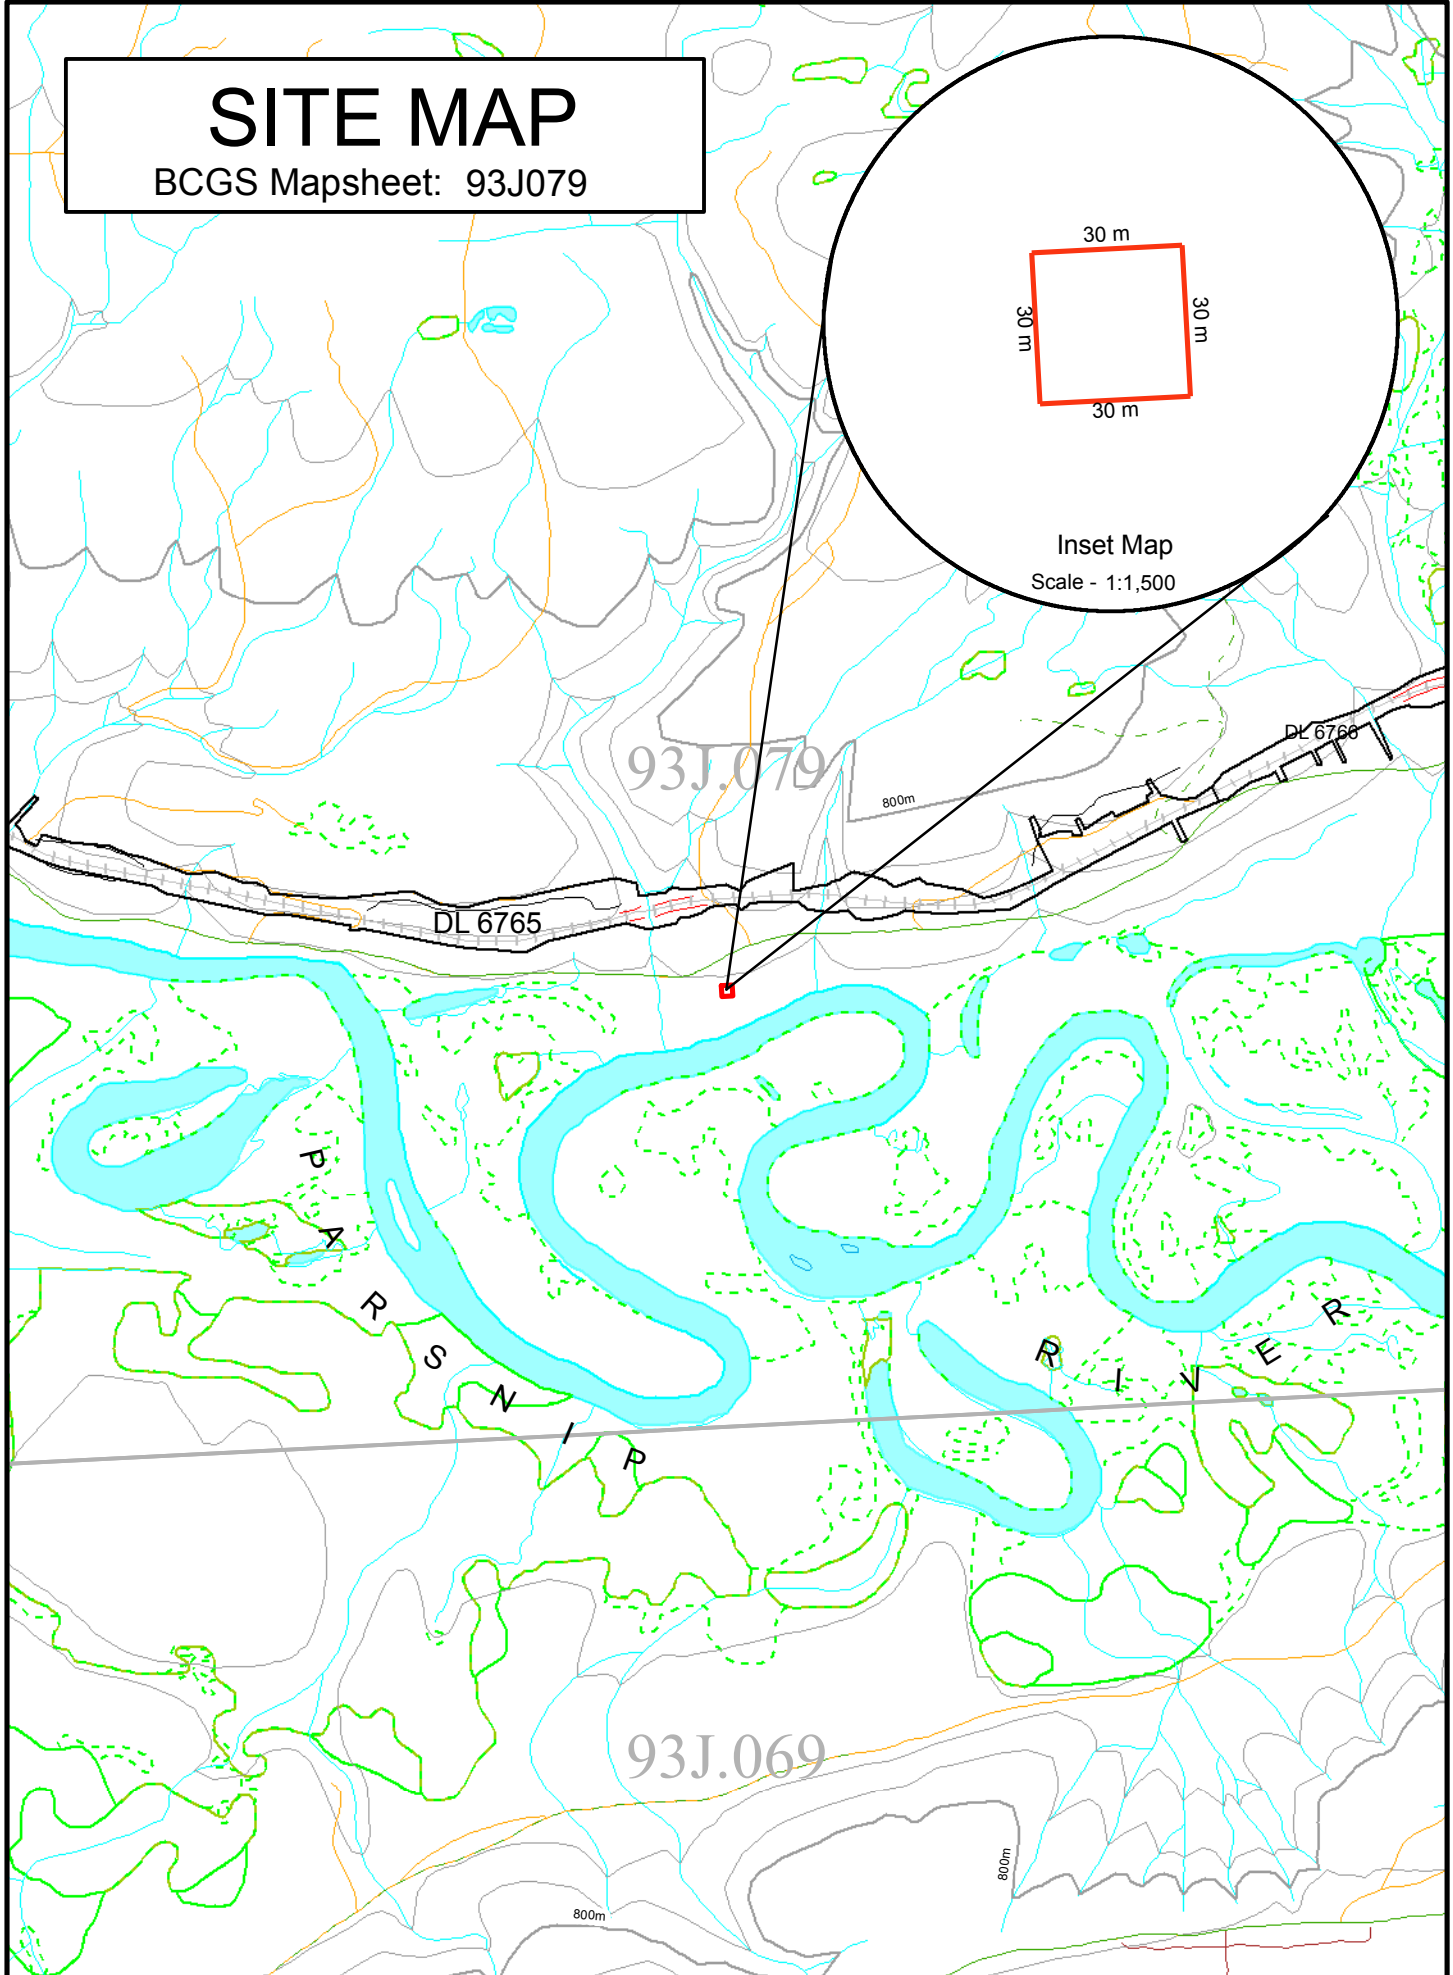 SITE MAP
BCGS Mapsheet: 93J079
30 m
30 m
30 m
30 m
Inset Map
Scale - 1:1,500
DL 6766
93J.079
800m
DL 6765
PARSNIP
RIVER
93J.069
800m
800m